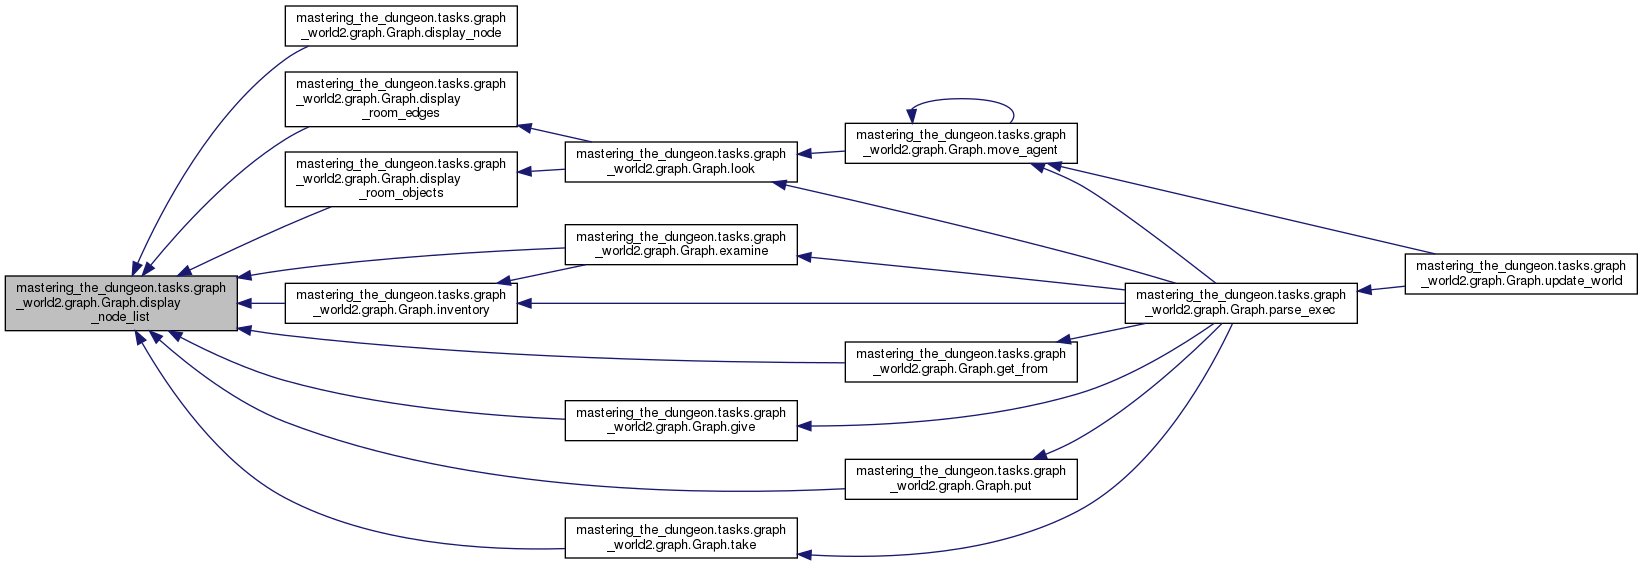 mastering_the_dungeon.tasks.graph
_world2.graph.Graph.display_node
mastering_the_dungeon.tasks.graph
_world2.graph.Graph.display
_room_edges
mastering_the_dungeon.tasks.graph
_world2.graph.Graph.move_agent
mastering_the_dungeon.tasks.graph
_world2.graph.Graph.look
mastering_the_dungeon.tasks.graph
_world2.graph.Graph.display
_room_objects
mastering_the_dungeon.tasks.graph
_world2.graph.Graph.examine
mastering_the_dungeon.tasks.graph
_world2.graph.Graph.update_world
mastering_the_dungeon.tasks.graph
_world2.graph.Graph.display
_node_list
mastering_the_dungeon.tasks.graph
_world2.graph.Graph.inventory
mastering_the_dungeon.tasks.graph
_world2.graph.Graph.parse_exec
mastering_the_dungeon.tasks.graph
_world2.graph.Graph.get_from
mastering_the_dungeon.tasks.graph
_world2.graph.Graph.give
mastering_the_dungeon.tasks.graph
_world2.graph.Graph.put
mastering_the_dungeon.tasks.graph
_world2.graph.Graph.take